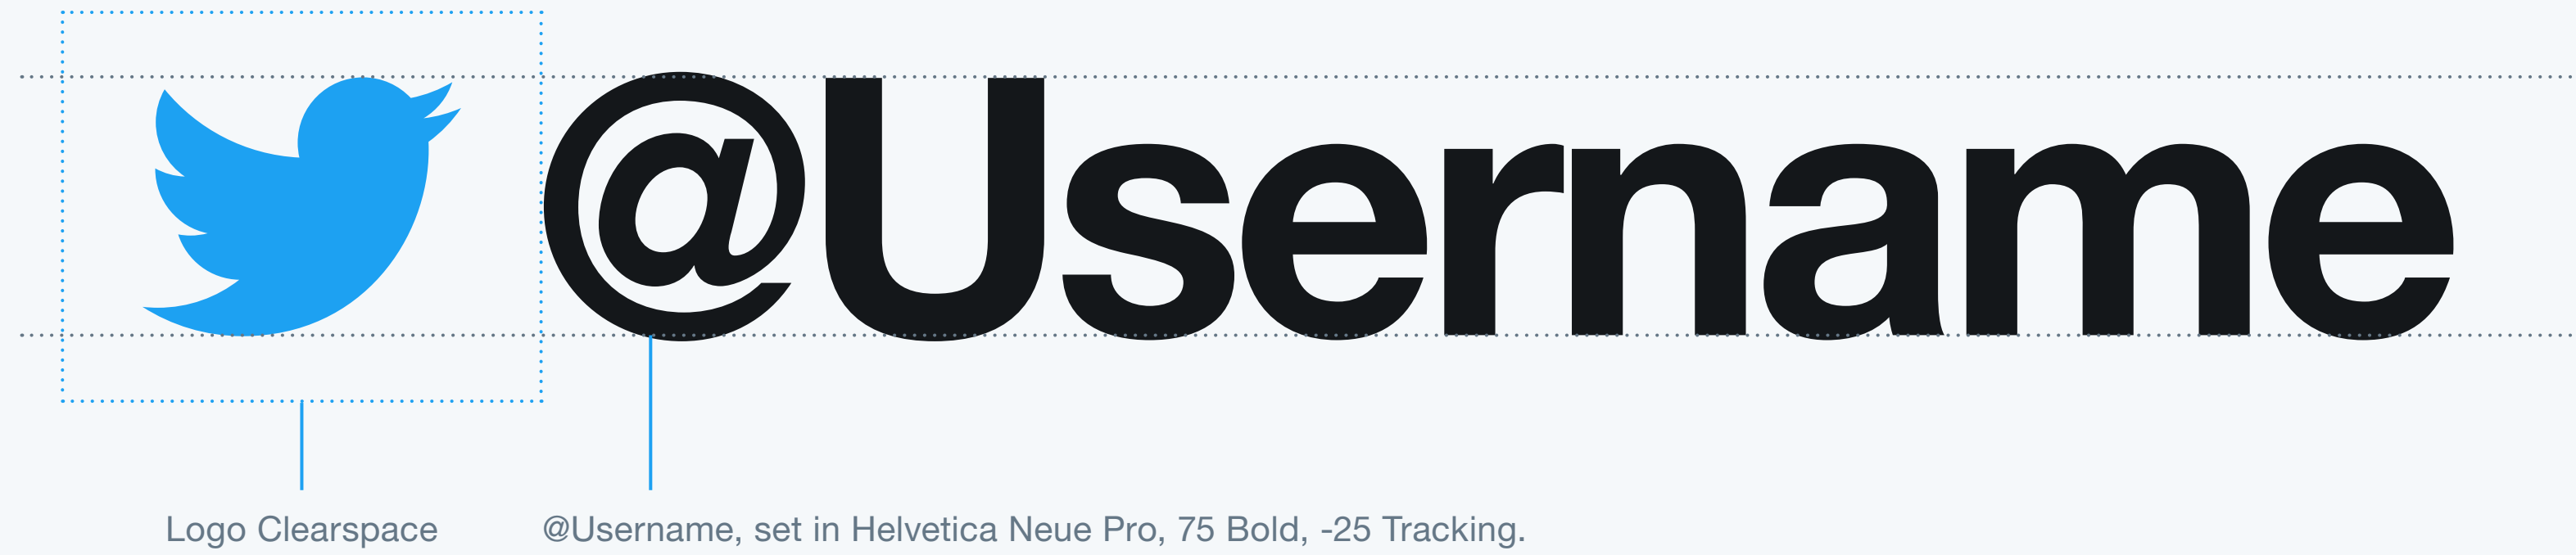 @Username
Logo Clearspace
@Username, set in Helvetica Neue Pro, 75 Bold, -25 Tracking.